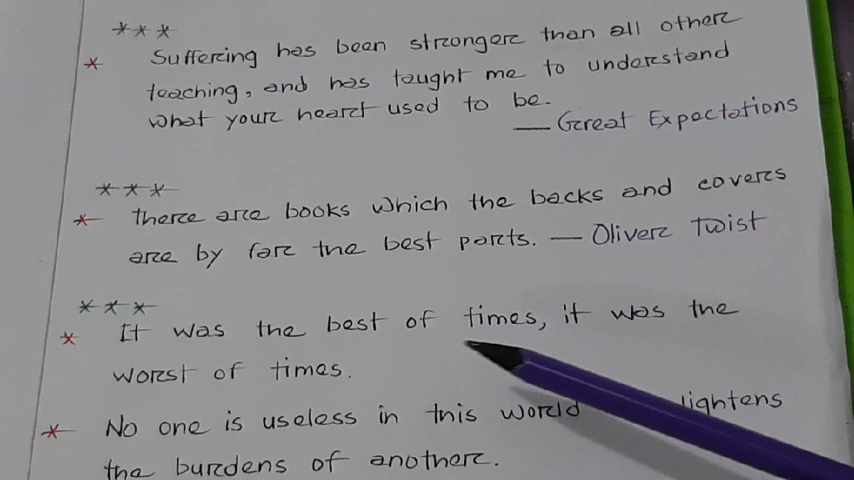 ***
* Suffering has been stronger than all other
teaching, and has taught me to understand
what your heart used to be.
— Great Expectations
***
* There are books which the backs and covers
are by far the best parts. — Oliver Twist
***
* It was the best of times, it was the
worst of times.
* No one is useless in this world lightens
the burdens of another.